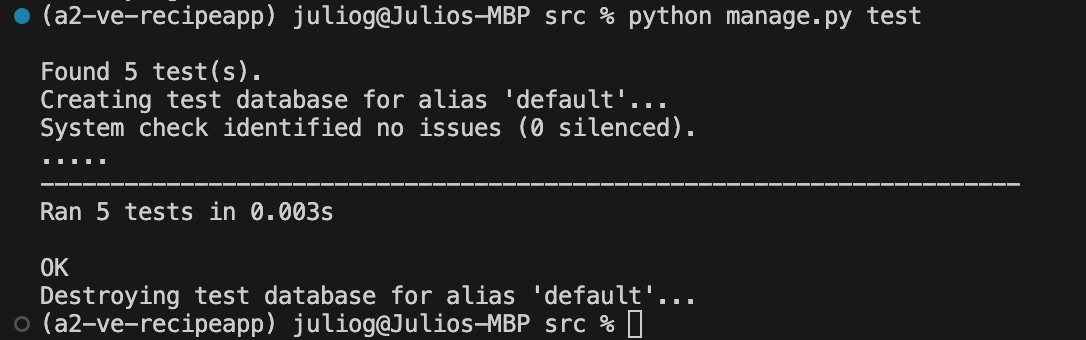 (a2-ve-recipeapp) juliog@Julios-MBP src % python manage.py test
Found 5 test(s).
Creating test database for alias 'default'...
System check identified no issues (0 silenced).
.....
----------------------------------------------------------------------
Ran 5 tests in 0.003s
OK
Destroying test database for alias 'default'...
(a2-ve-recipeapp) juliog@Julios-MBP src %